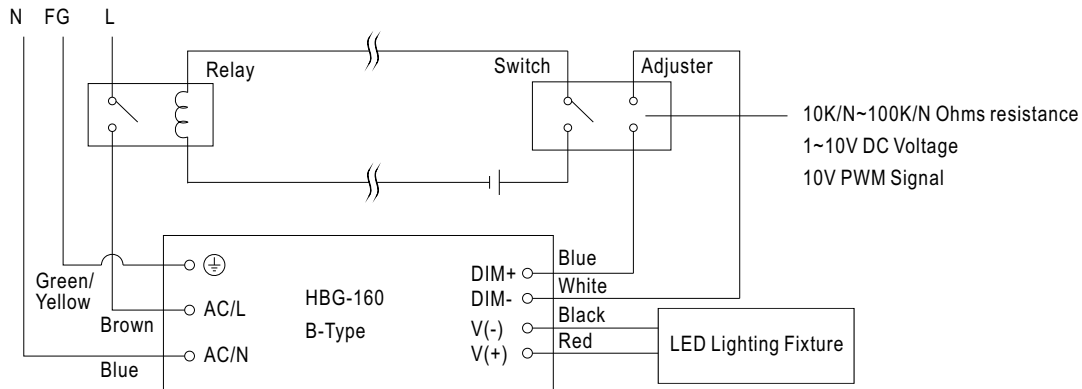 N FG L
Relay
Switch
Adjuster
10K/N~100K/N Ohms resistance
1~10V DC Voltage
10V PWM Signal
Green/
Yellow
Brown
Blue
AC/L
AC/N
HBG-160
B-Type
DIM+
DIM-
V(-)
V(+)
Blue
White
Black
Red
LED Lighting Fixture